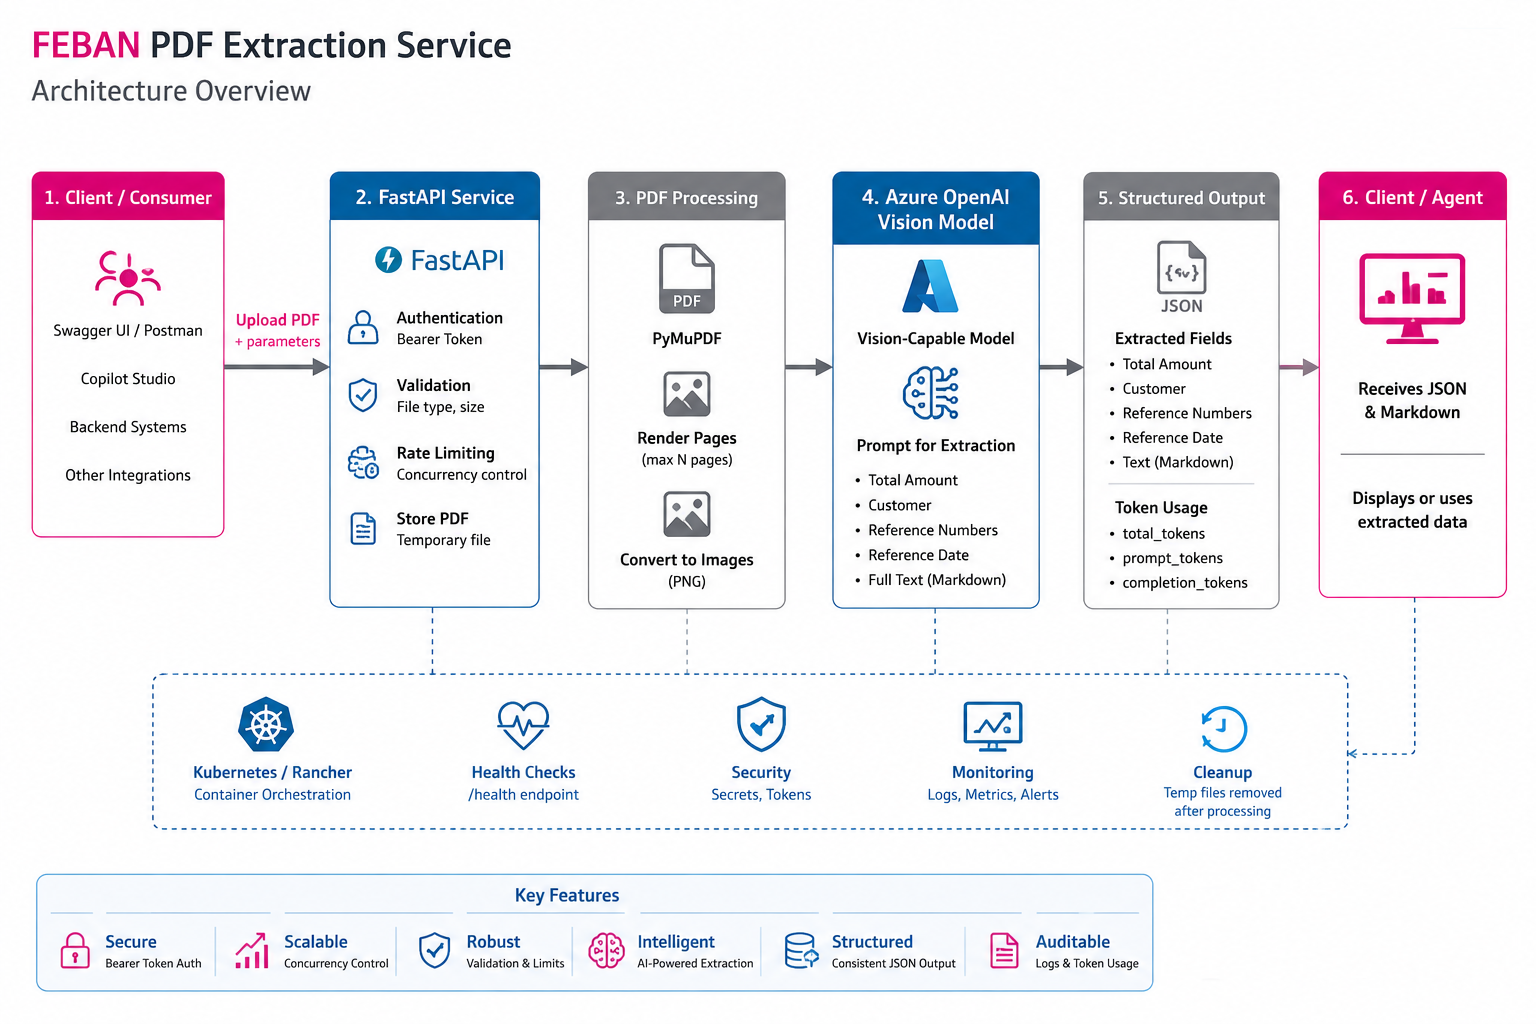 FEBAN PDF Extraction Service
Architecture Overview
1. Client / Consumer
Swagger UI / Postman
Copilot Studio
Backend Systems
Other Integrations
Upload PDF
+ parameters
2. FastAPI Service
FastAPI
Authentication
Bearer Token
Validation
File type, size
Rate Limiting
Concurrency control
Store PDF
Temporary file
3. PDF Processing
PDF
PyMuPDF
Render Pages
(max N pages)
Convert to Images
(PNG)
4. Azure OpenAI
Vision Model
Vision-Capable Model
Prompt for Extraction
• Total Amount
• Customer
• Reference Numbers
• Reference Date
• Full Text (Markdown)
5. Structured Output
JSON
Extracted Fields
• Total Amount
• Customer
• Reference Numbers
• Reference Date
• Text (Markdown)
Token Usage
• total_tokens
• prompt_tokens
• completion_tokens
6. Client / Agent
Receives JSON
& Markdown
Displays or uses
extracted data
Kubernetes / Rancher
Container Orchestration
Health Checks
/health endpoint
Security
Secrets, Tokens
Monitoring
Logs, Metrics, Alerts
Cleanup
Temp files removed
after processing
Key Features
Secure
Bearer Token Auth
Scalable
Concurrency Control
Robust
Validation & Limits
Intelligent
AI-Powered Extraction
Structured
Consistent JSON Output
Auditable
Logs & Token Usage